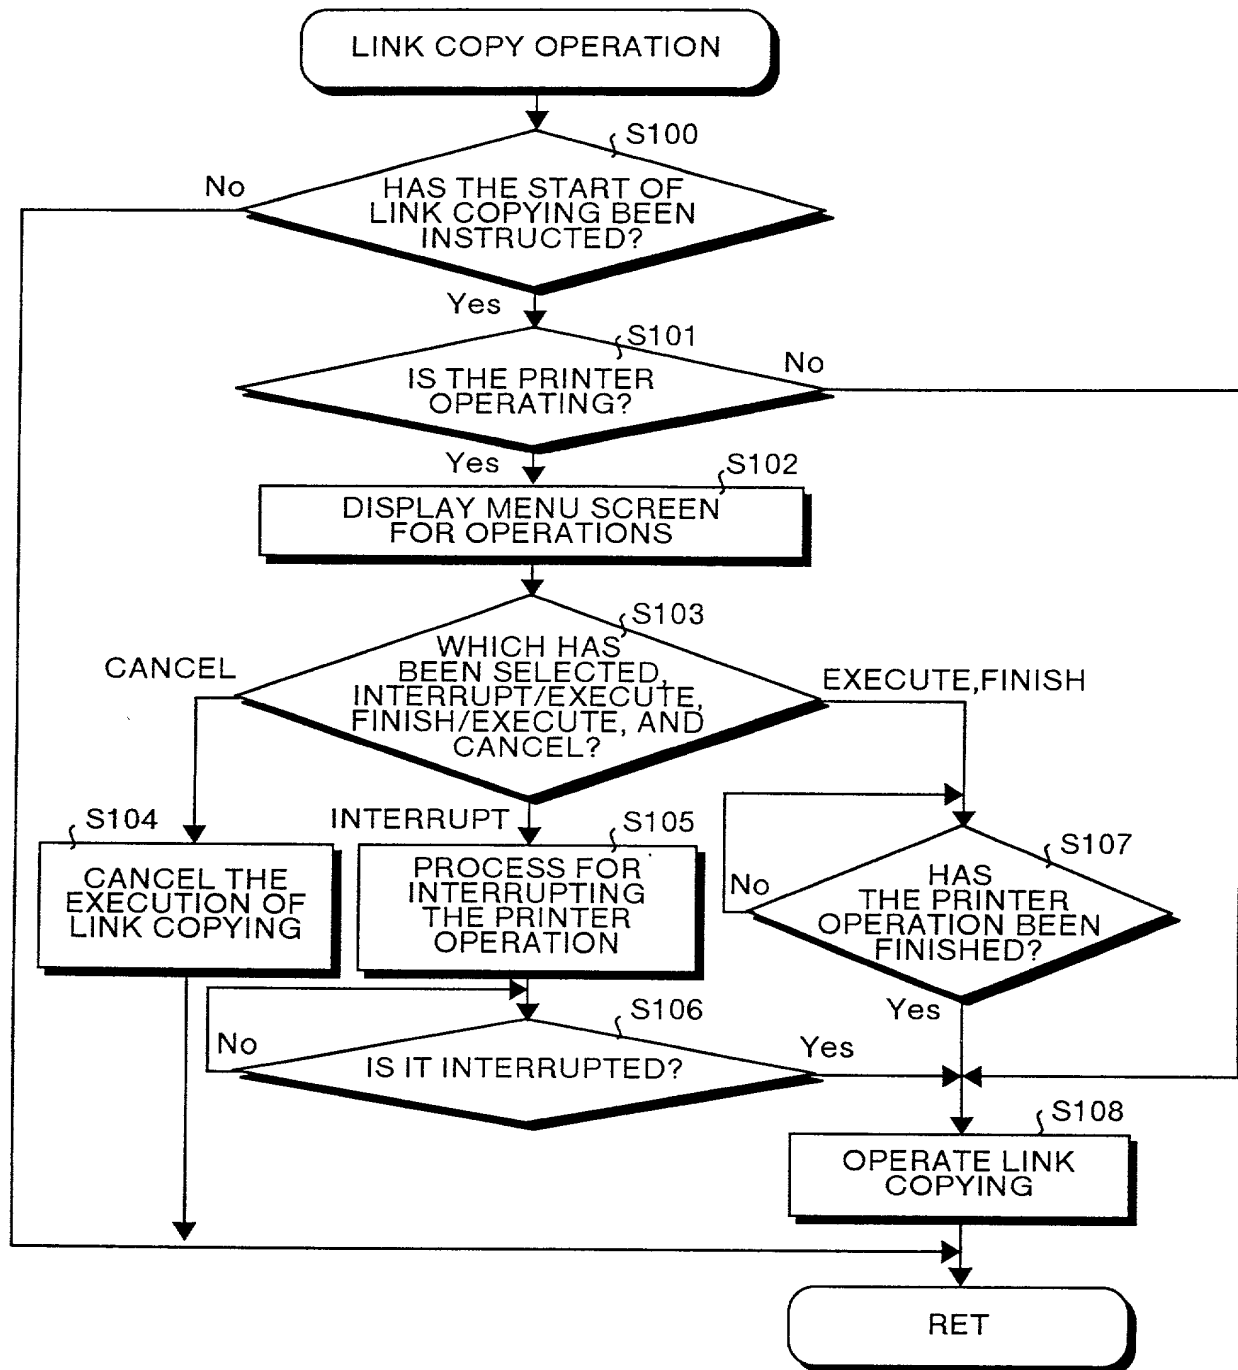 LINK COPY OPERATION
S100
No
HAS THE START OF
LINK COPYING BEEN
INSTRUCTED?
Yes
S101
No
IS THE PRINTER
OPERATING?
Yes
S102
DISPLAY MENU SCREEN
FOR OPERATIONS
S103
CANCEL
WHICH HAS
BEEN SELECTED,
INTERRUPT/EXECUTE,
FINISH/EXECUTE, AND
CANCEL?
EXECUTE,FINISH
S104
CANCEL THE
EXECUTION OF
LINK COPYING
INTERRUPT
S105
PROCESS FOR
INTERRUPTING
THE PRINTER
OPERATION
S107
No
HAS
THE PRINTER
OPERATION BEEN
FINISHED?
Yes
S106
No
IS IT INTERRUPTED?
Yes
S108
OPERATE LINK
COPYING
RET